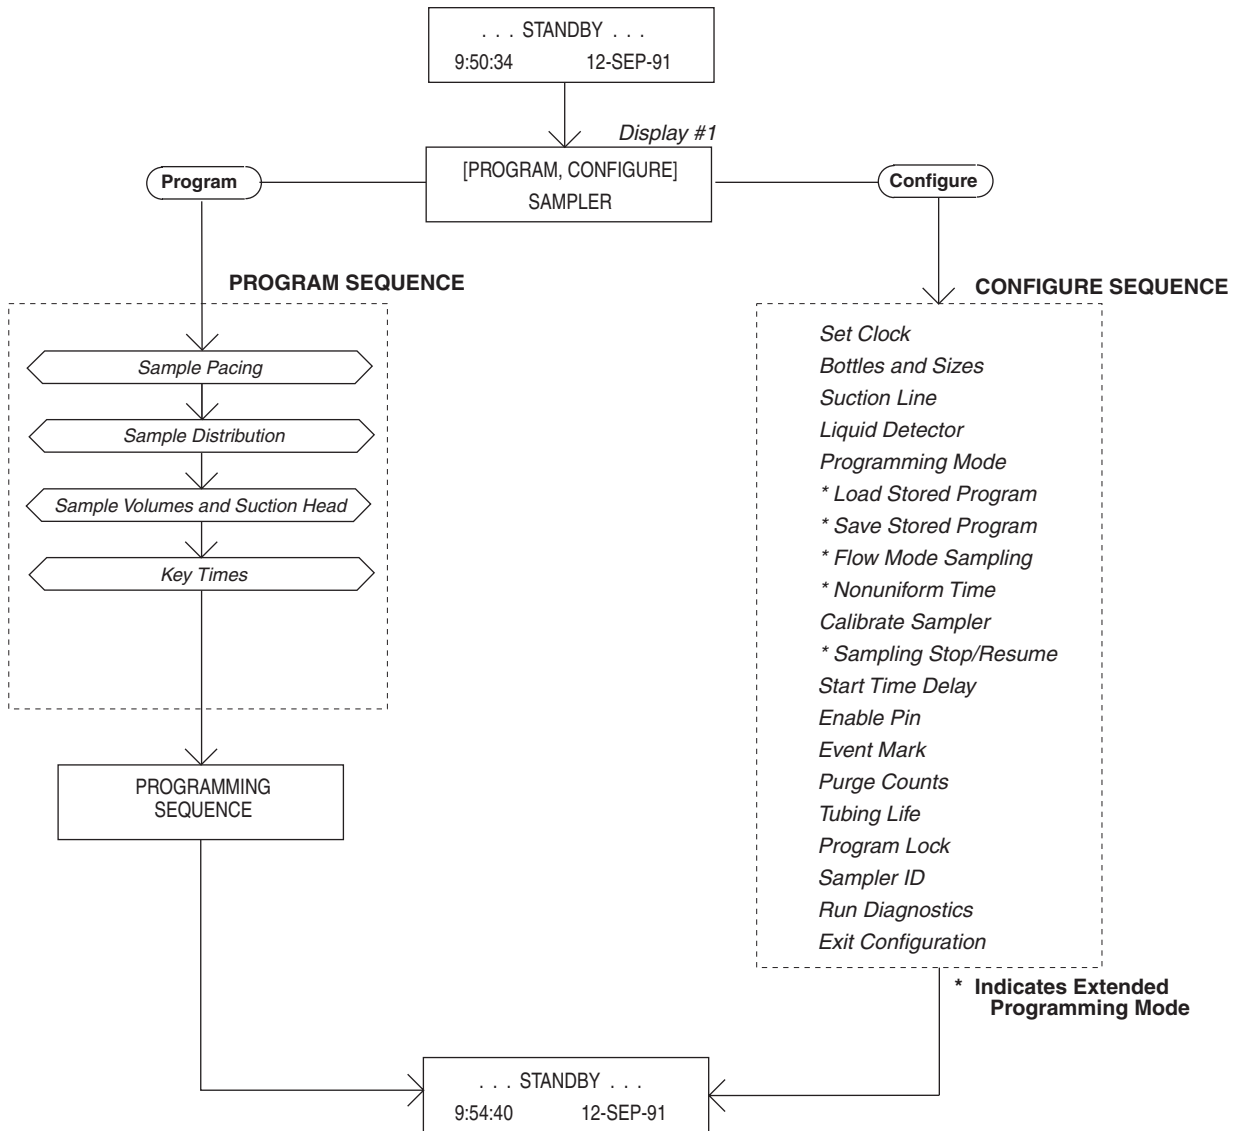 . . . STANDBY . . .
9:50:34 12-SEP-91
Display #1
[PROGRAM, CONFIGURE]
SAMPLER
Program
Configure
PROGRAM SEQUENCE
Sample Pacing
Sample Distribution
Sample Volumes and Suction Head
Key Times
PROGRAMMING
SEQUENCE
CONFIGURE SEQUENCE
Set Clock
Bottles and Sizes
Suction Line
Liquid Detector
Programming Mode
* Load Stored Program
* Save Stored Program
* Flow Mode Sampling
* Nonuniform Time
Calibrate Sampler
* Sampling Stop/Resume
Start Time Delay
Enable Pin
Event Mark
Purge Counts
Tubing Life
Program Lock
Sampler ID
Run Diagnostics
Exit Configuration
* Indicates Extended
Programming Mode
. . . STANDBY . . .
9:54:40 12-SEP-91